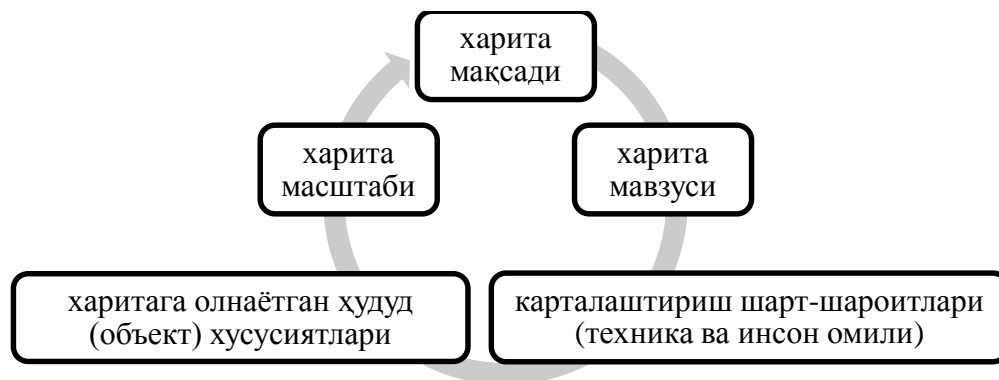 харита
мақсади
харита
масштаби
харита
мавзуси
харитага олнаётган ҳудуд
(объект) хусусиятлари
карталаштириш шарт-шароитлари
(техника ва инсон омили)